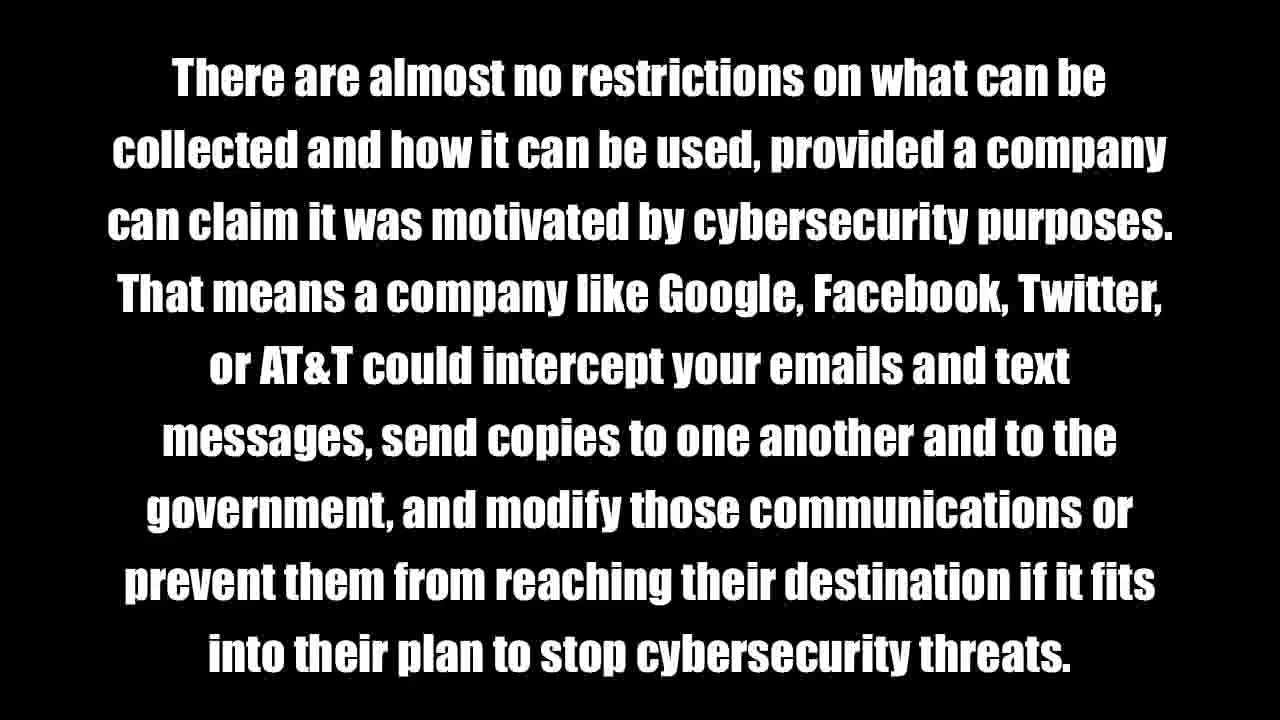 There are almost no restrictions on what can be
collected and how it can be used, provided a company
can claim it was motivated by cybersecurity purposes.
That means a company like Google, Facebook, Twitter,
or AT&T could intercept your emails and text
messages, send copies to one another and to the
government, and modify those communications or
prevent them from reaching their destination if it fits
into their plan to stop cybersecurity threats.